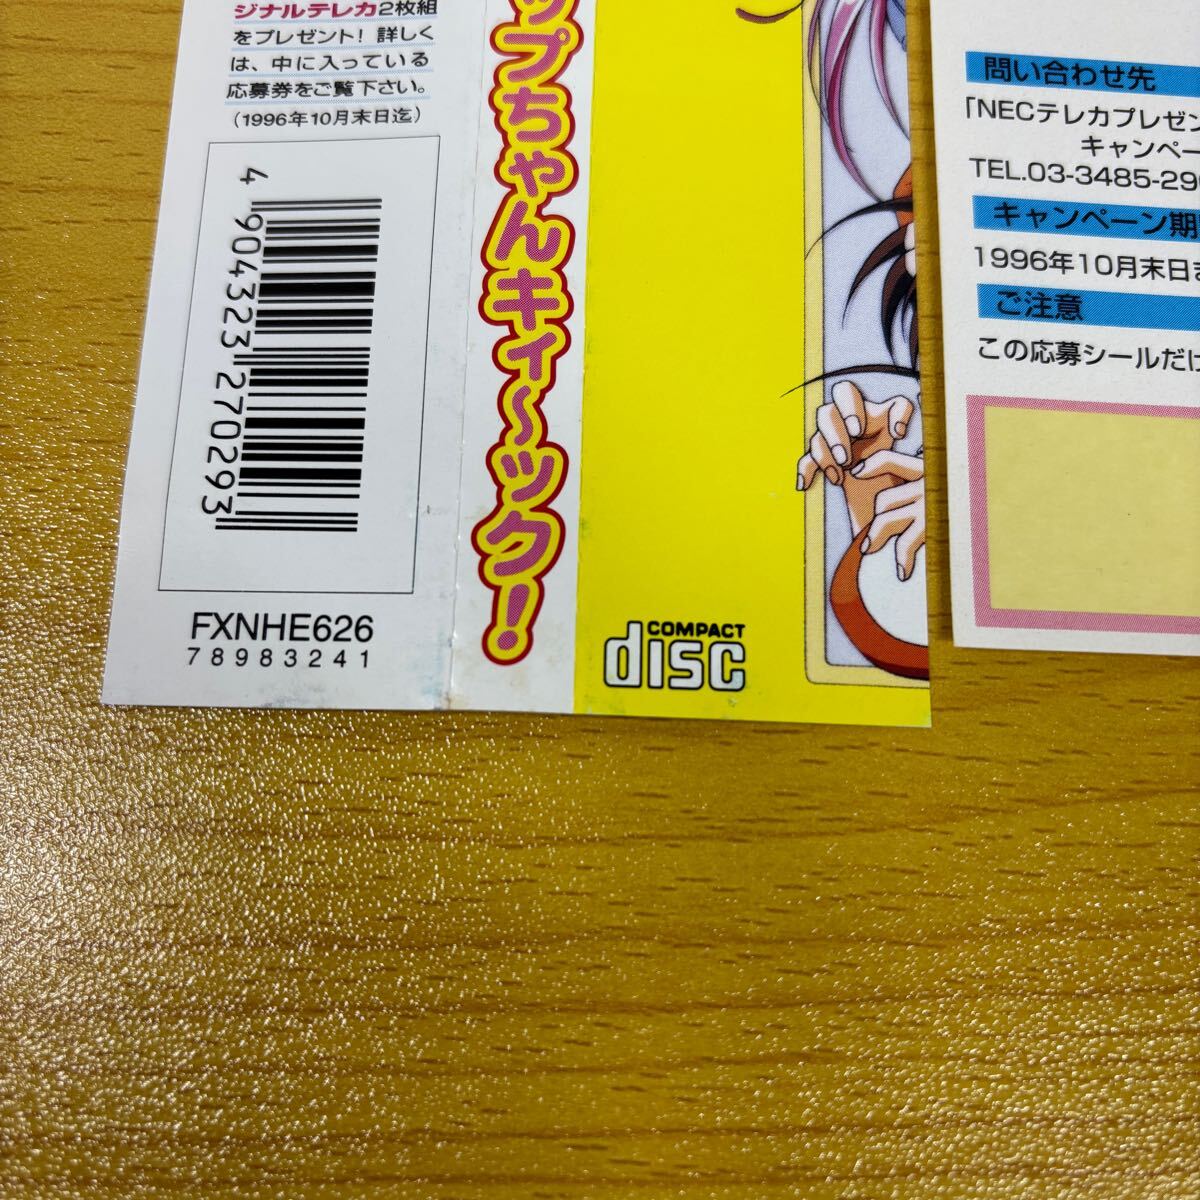 ジナルテレカ2枚組
をプレゼント! 詳しく
は、中に入っている
応募券をご覧下さい。
(1996年10月末日迄)
4 904323 270293
FXNHE626
78983241
ップちゃんキィ〜ック!
COMPACT
disc
問い合わせ先
「NECテレカプレゼン
キャンペー
TEL.03-3485-29
キャンペーン期
1996年10月末日
ご注意
この応募シールだけ